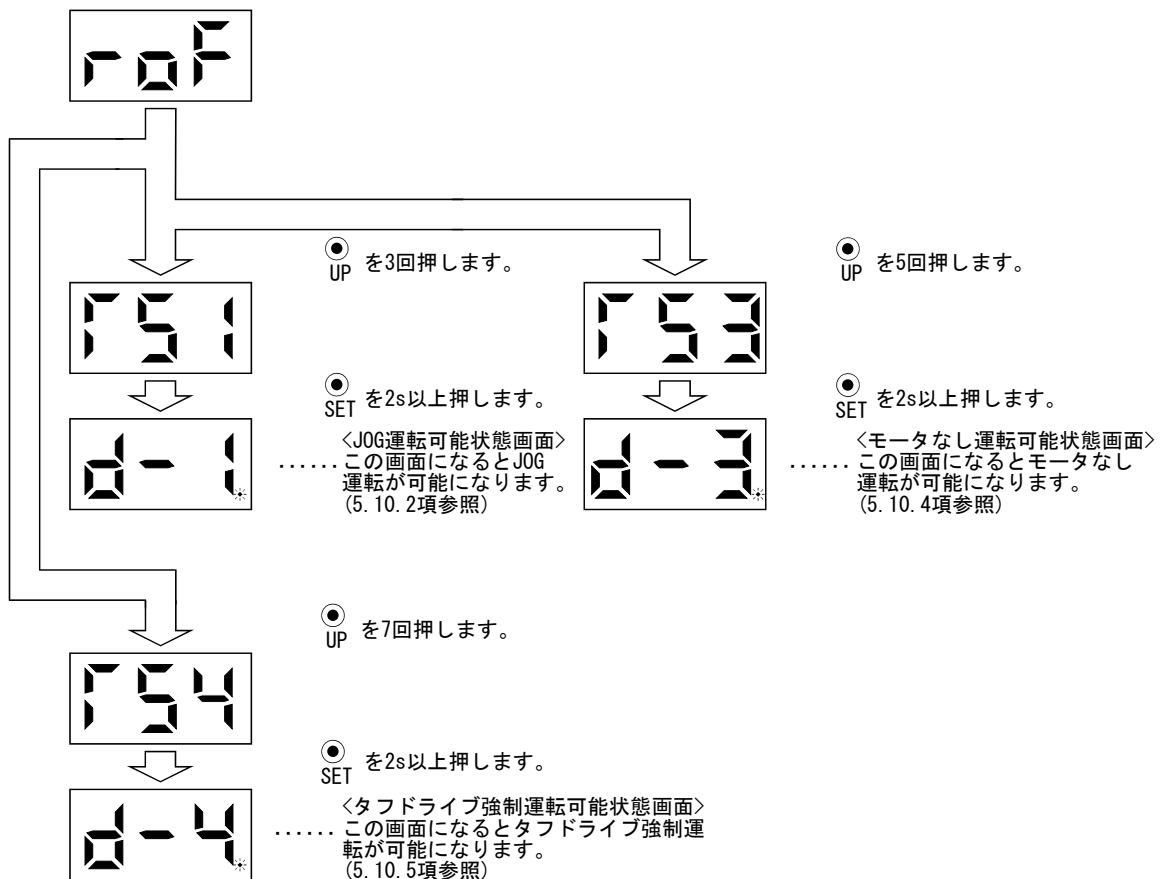 roF
UP を3回押します。
UP を5回押します。
TS1
TS3
SET を2s以上押します。
SET を2s以上押します。
d-1
......
<JOG運転可能状態画面>
この画面になるとJOG
運転が可能になります。
(5.10.2項参照)
d-3
......
<モータなし運転可能状態画面>
この画面になるとモータなし
運転が可能になります。
(5.10.4項参照)
UP を7回押します。
TS4
SET を2s以上押します。
d-4
......
<タフドライブ強制運転可能状態画面>
この画面になるとタフドライブ強制運
転が可能になります。
(5.10.5項参照)